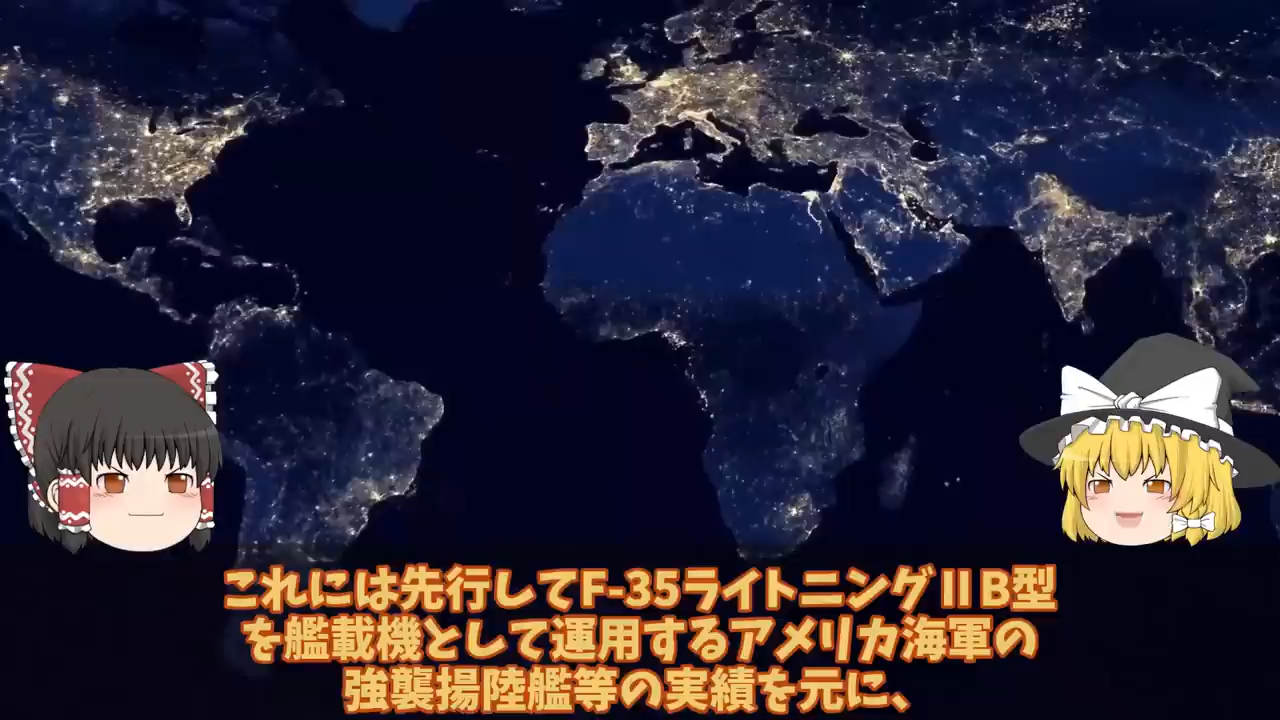 これには先行してF-35ライトニングⅡB型
を艦載機として運用するアメリカ海軍の
強襲揚陸艦等の実績を元に、